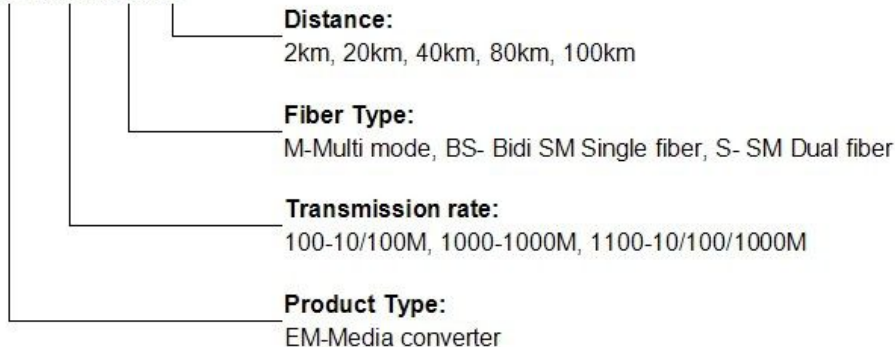 Distance:
2km, 20km, 40km, 80km, 100km
Fiber Type:
M-Multi mode, BS- Bidi SM Single fiber, S- SM Dual fiber
Transmission rate:
100-10/100M, 1000-1000M, 1100-10/100/1000M
Product Type:
EM-Media converter